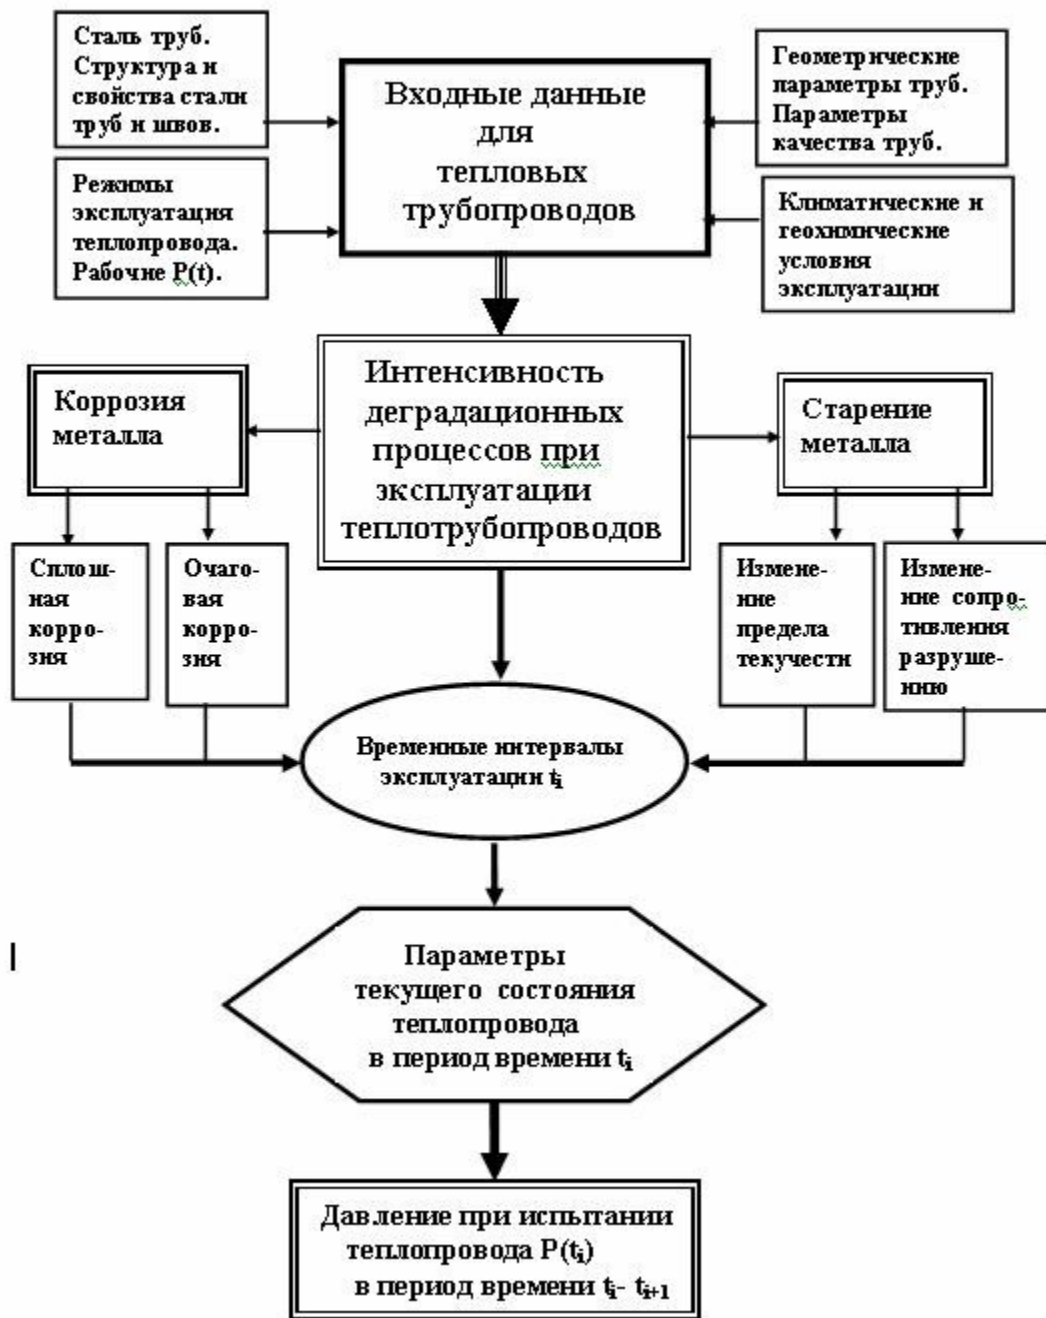 Сталь труб.
Структура и
свойства стали
труб и швов.
Входные данные
для
тепловых
трубопроводов
Геометрические
параметры труб.
Параметры
качества труб.
Режимы
эксплуатация
теплопровода.
Рабочие P(t).
Климатические и
геохимические
условия
эксплуатации
Интенсивность
деградационных
процессов при
эксплуатации
теплотрубопроводов
Коррозия
металла
Старение
металла
Сплош-
ная
корро-
зия
Очаго-
вая
корро-
зия
Измене-
ние
предела
текучести
Измене-
ние сопро-
тивления
разруше-
нию
Временные интервалы
эксплуатации tᵢ
Параметры
текущего состояния
теплопровода
в период времени tᵢ
Давление при испытании
теплопровода P(tᵢ)
в период времени tᵢ- tᵢ₊₁